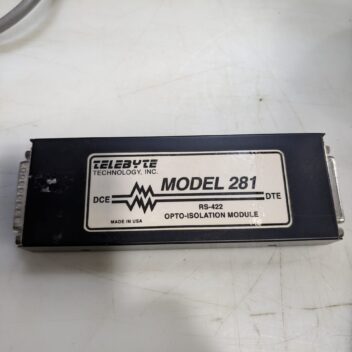 TELEBYTE
TECHNOLOGY, INC.
MODEL 281
DCE
DTE
RS-422
MADE IN USA
OPTO-ISOLATION MODULE